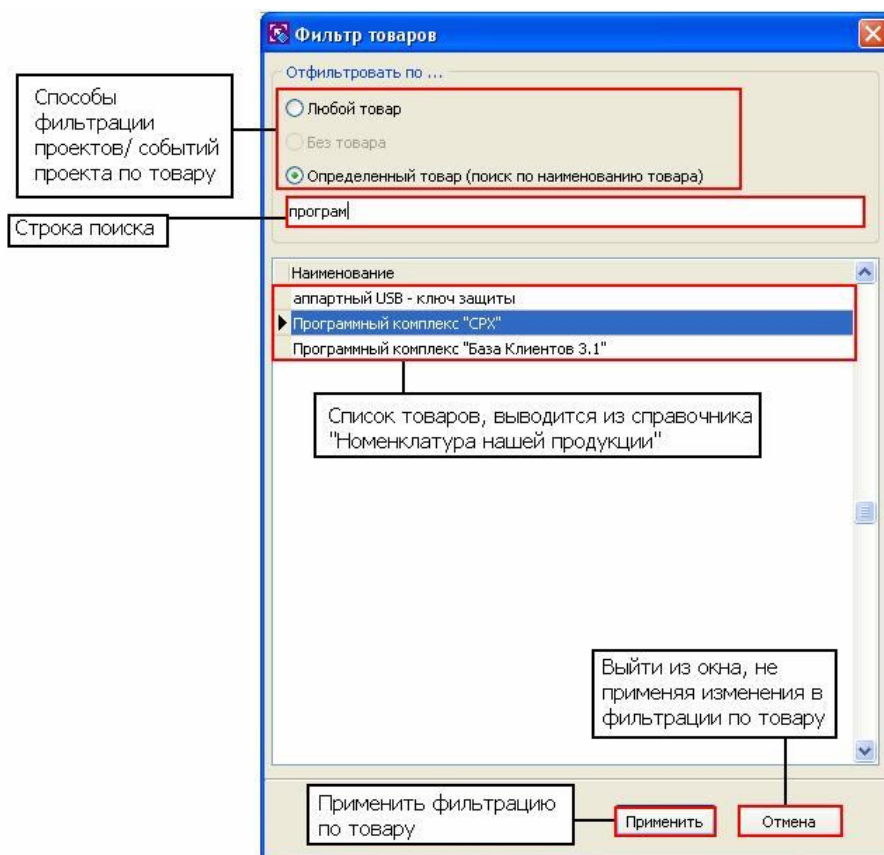 Фильтр товаров
Отфильтровать по ...
Способы
фильтрации
проектов/ событий
проекта по товару
Любой товар
Без товара
Определенный товар (поиск по наименованию товара)
Строка поиска
програм
Наименование
аппартный USB - ключ защиты
Программный комплекс "СРХ"
Программный комплекс "База Клиентов 3.1"
Список товаров, выводится из справочника
"Номенклатура нашей продукции"
Выйти из окна, не
применяя изменения в
фильтрации по товару
Применить фильтрацию
по товару
Применить
Отмена